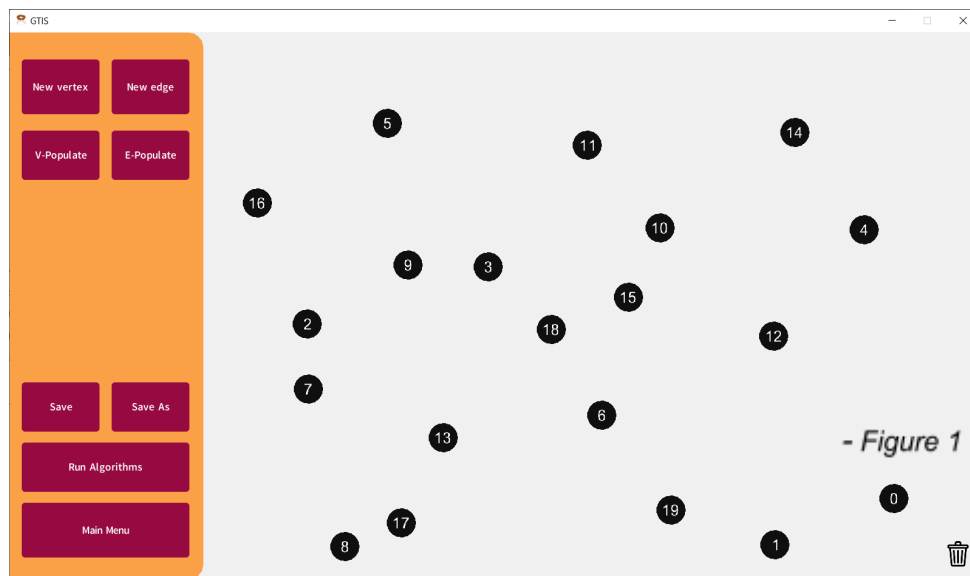 GTIS
New vertex New edge
V-Populate E-Populate
Save Save As
Run Algorithms
Main Menu
5
11
14
16
10
4
9
3
15
2
18
12
7
6
13
- Figure 1
0
19
17
1
8